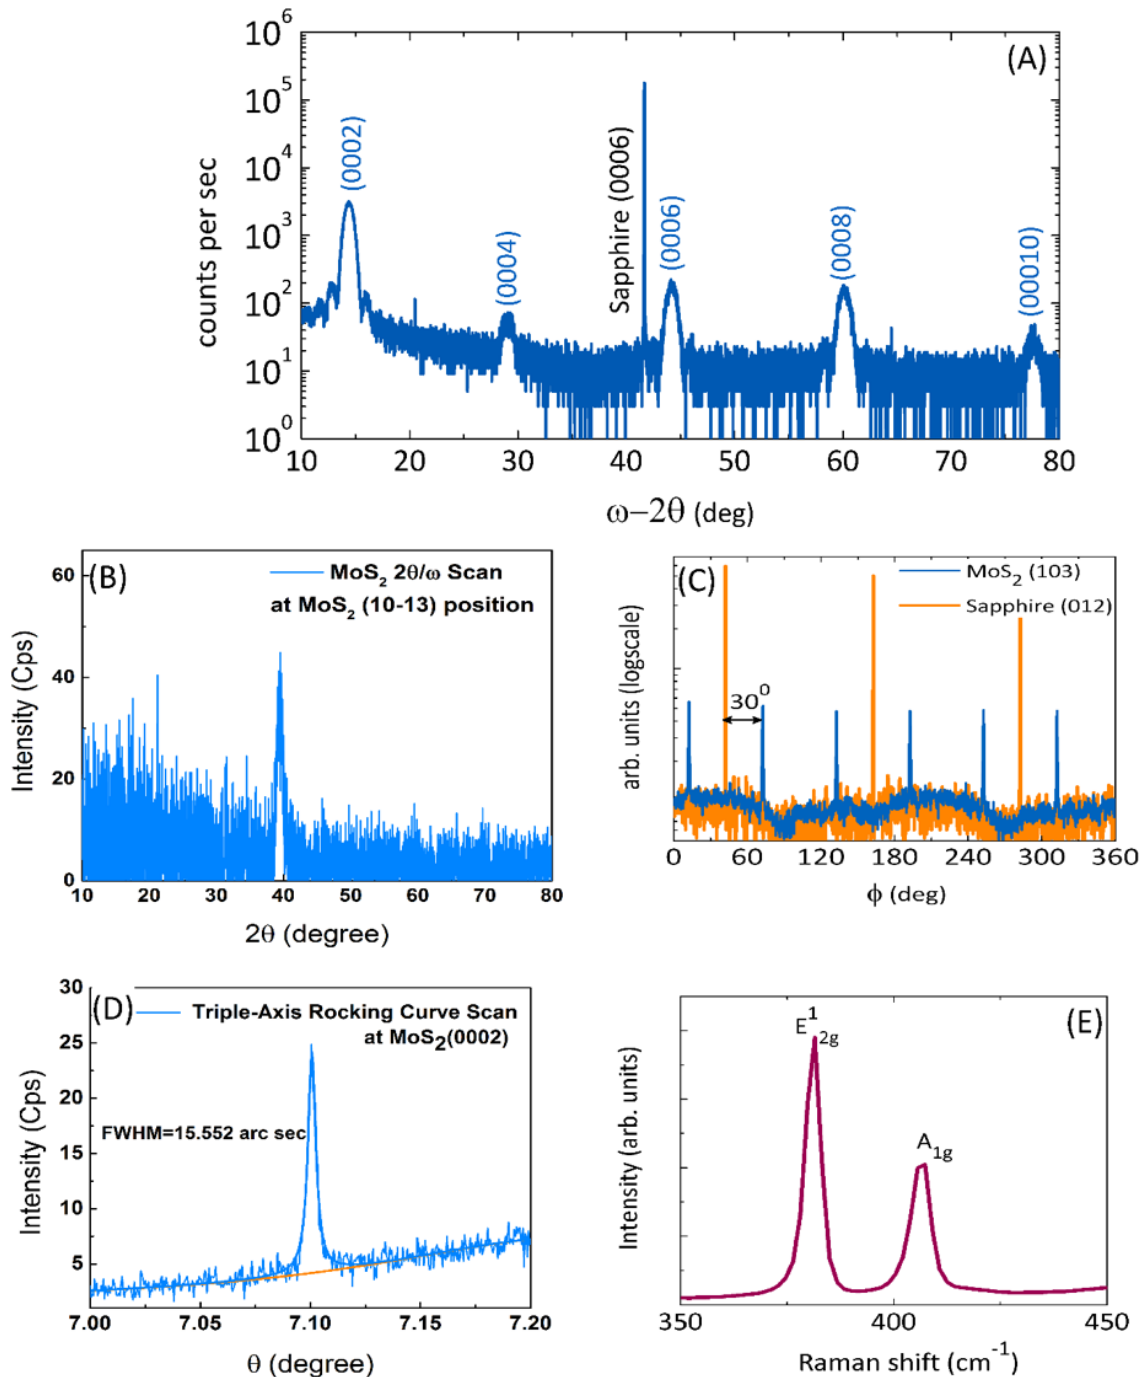 (A)
10^6
10^5
10^4
10^3
10^2
10^1
10^0
counts per sec
(0002)
(0004)
Sapphire (0006)
(0006)
(0008)
(00010)
10 20 30 40 50 60 70 80
ω−2θ (deg)
(B)
MoS₂ 2θ/ω Scan
at MoS₂ (10-13) position
60
40
20
0
Intensity (Cps)
10 20 30 40 50 60 70 80
2θ (degree)
(C)
MoS₂ (103)
Sapphire (012)
30⁰
arb. units (logscale)
0 60 120 180 240 300 360
ϕ (deg)
(D)
Triple-Axis Rocking Curve Scan
at MoS₂(0002)
FWHM=15.552 arc sec
30
25
20
15
10
5
Intensity (Cps)
7.00 7.05 7.10 7.15 7.20
θ (degree)
(E)
E¹₂g
A₁g
Intensity (arb. units)
350 400 450
Raman shift (cm⁻¹)